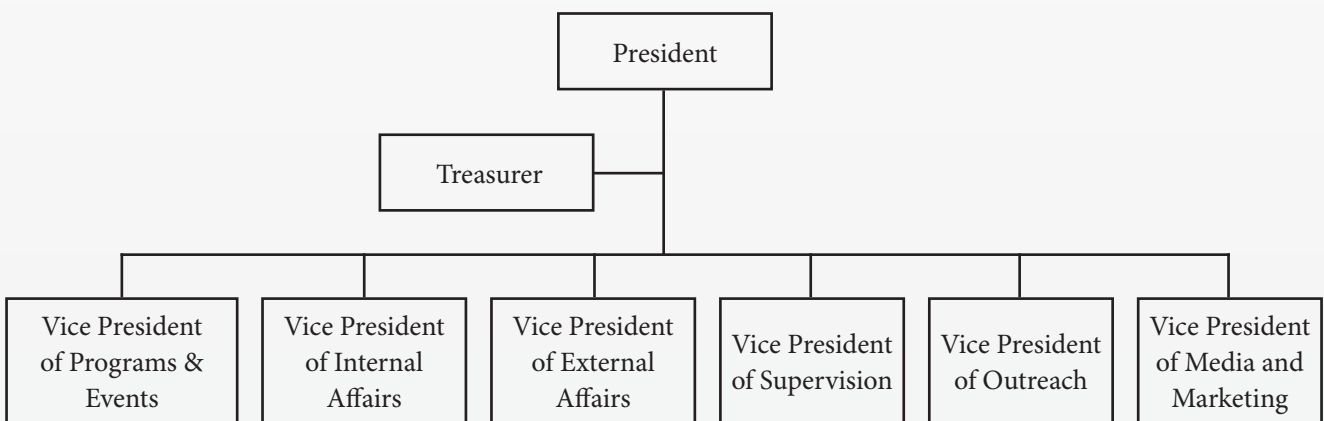 President
Treasurer
Vice President
of Programs &
Events
Vice President
of Internal
Affairs
Vice President
of External
Affairs
Vice President
of Supervision
Vice President
of Outreach
Vice President
of Media and
Marketing